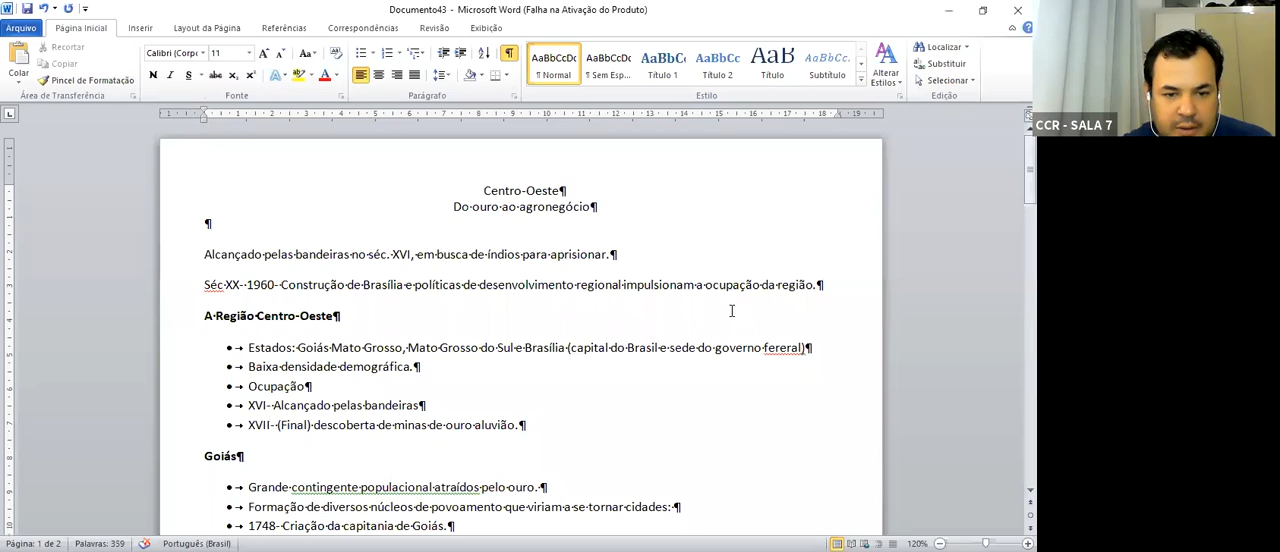 Documento43 - Microsoft Word (Falha na Ativação do Produto)
Arquivo Página Inicial Inserir Layout da Página Referências Correspondências Revisão Exibição
Colar
Recortar
Copiar
Pincel de Formatação
Área de Transferência
Calibri (Corpo 11
Fonte
Parágrafo
AaBbCcDc AaBbCcDc AaBbC AaBbCc AaB AaBbCc.
¶ Normal ¶ Sem Esp... Título 1 Título 2 Título Subtítulo
Alterar Estilos
Estilo
Localizar
Substituir
Selecionar
Edição
CCR - SALA 7
Centro-Oeste¶
Do·ouro·ao·agronegócio¶
¶
Alcançado·pelas·bandeiras·no·séc.·XVI,·em·busca·de·índios·para·aprisionar.¶
Séc·XX-·1960-·Construção·de·Brasília·e·políticas·de·desenvolvimento·regional·impulsionam·a·ocupação·da·região.¶
A·Região·Centro-Oeste¶
Estados:·Goiás·Mato·Grosso,·Mato·Grosso·do·Sul·e·Brasília·(capital·do·Brasil·e·sede·do·governo·fereral)¶
Baixa·densidade·demográfica.¶
Ocupação¶
XVI-·Alcançado·pelas·bandeiras¶
XVII-·(Final)·descoberta·de·minas·de·ouro·aluvião.¶
Goiás¶
Grande·contingente·populacional·atraídos·pelo·ouro.·¶
Formação·de·diversos·núcleos·de·povoamento·que·viriam·a·se·tornar·cidades:·¶
1748-·Criação·da·capitania·de·Goiás.¶
Página: 1 de 2 Palavras: 359 Português (Brasil) 120%